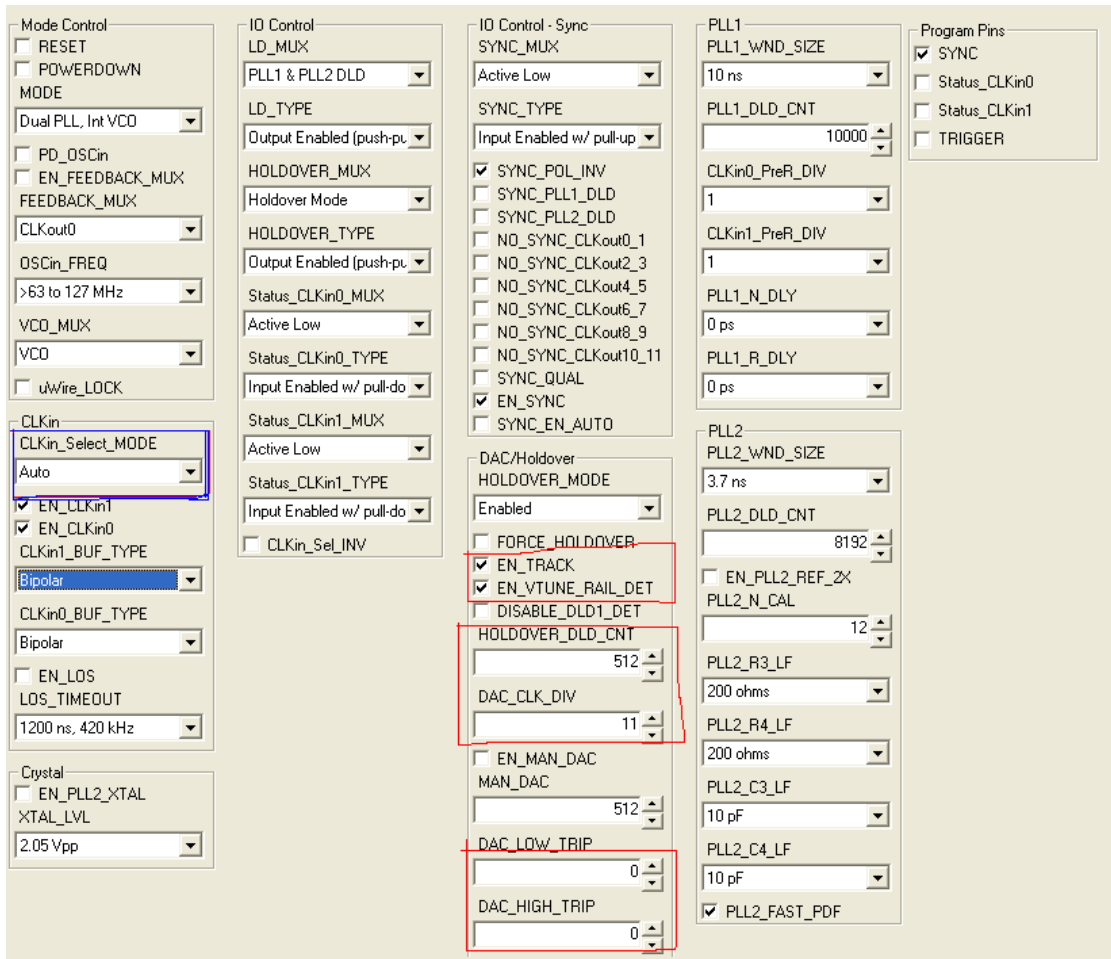 Mode Control
RESET
POWERDOWN
MODE
Dual PLL, Int VCO
PD_OSCin
EN_FEEDBACK_MUX
FEEDBACK_MUX
CLKout0
OSCin_FREQ
>63 to 127 MHz
VCO_MUX
VCO
uWire_LOCK
CLKin
CLKin_Select_MODE
Auto
EN_CLKin1
EN_CLKin0
CLKin1_BUF_TYPE
Bipolar
CLKin0_BUF_TYPE
Bipolar
EN_LOS
LOS_TIMEOUT
1200 ns, 420 kHz
Crystal
EN_PLL2_XTAL
XTAL_LVL
2.05 Vpp
IO Control
LD_MUX
PLL1 & PLL2 DLD
LD_TYPE
Output Enabled (push-pu
HOLDOVER_MUX
Holdover Mode
HOLDOVER_TYPE
Output Enabled (push-pu
Status_CLKin0_MUX
Active Low
Status_CLKin0_TYPE
Input Enabled w/ pull-do
Status_CLKin1_MUX
Active Low
Status_CLKin1_TYPE
Input Enabled w/ pull-do
CLKin_Sel_INV
IO Control - Sync
SYNC_MUX
Active Low
SYNC_TYPE
Input Enabled w/ pull-up
SYNC_POL_INV
SYNC_PLL1_DLD
SYNC_PLL2_DLD
NO_SYNC_CLKout0_1
NO_SYNC_CLKout2_3
NO_SYNC_CLKout4_5
NO_SYNC_CLKout6_7
NO_SYNC_CLKout8_9
NO_SYNC_CLKout10_11
SYNC_QUAL
EN_SYNC
SYNC_EN_AUTO
DAC/Holdover
HOLDOVER_MODE
Enabled
FORCE_HOLDOVER
EN_TRACK
EN_VTUNE_RAIL_DET
DISABLE_DLD1_DET
HOLDOVER_DLD_CNT
512
DAC_CLK_DIV
11
EN_MAN_DAC
MAN_DAC
512
DAC_LOW_TRIP
0
DAC_HIGH_TRIP
0
PLL1
PLL1_WND_SIZE
10 ns
PLL1_DLD_CNT
10000
CLKin0_PreR_DIV
1
CLKin1_PreR_DIV
1
PLL1_N_DLY
0 ps
PLL1_R_DLY
0 ps
PLL2
PLL2_WND_SIZE
3.7 ns
PLL2_DLD_CNT
8192
EN_PLL2_REF_2X
PLL2_N_CAL
12
PLL2_R3_LF
200 ohms
PLL2_R4_LF
200 ohms
PLL2_C3_LF
10 pF
PLL2_C4_LF
10 pF
PLL2_FAST_PDF
Program Pins
SYNC
Status_CLKin0
Status_CLKin1
TRIGGER